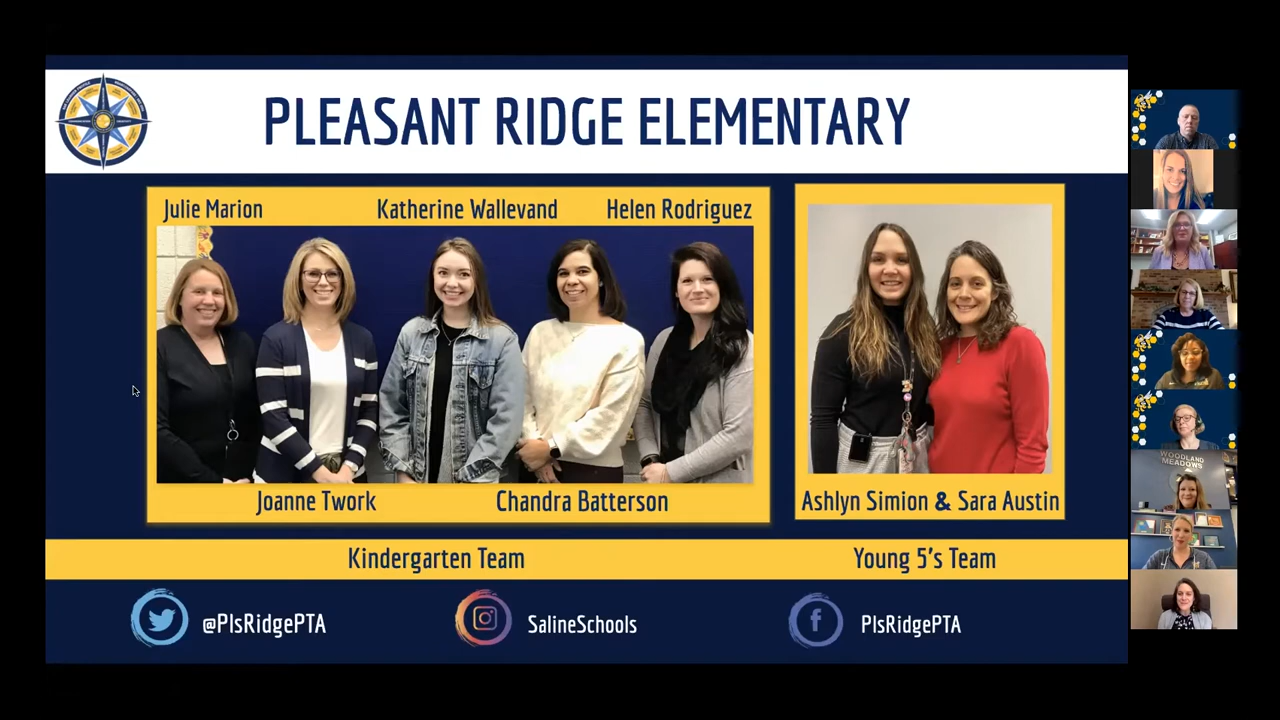 PLEASANT RIDGE ELEMENTARY
Julie Marion
Katherine Wallevand
Helen Rodriguez
Joanne Twork
Chandra Batterson
Ashlyn Simion & Sara Austin
Kindergarten Team
Young 5's Team
@PlsRidgePTA
SalineSchools
PlsRidgePTA
WOODLAND
MEADOWS